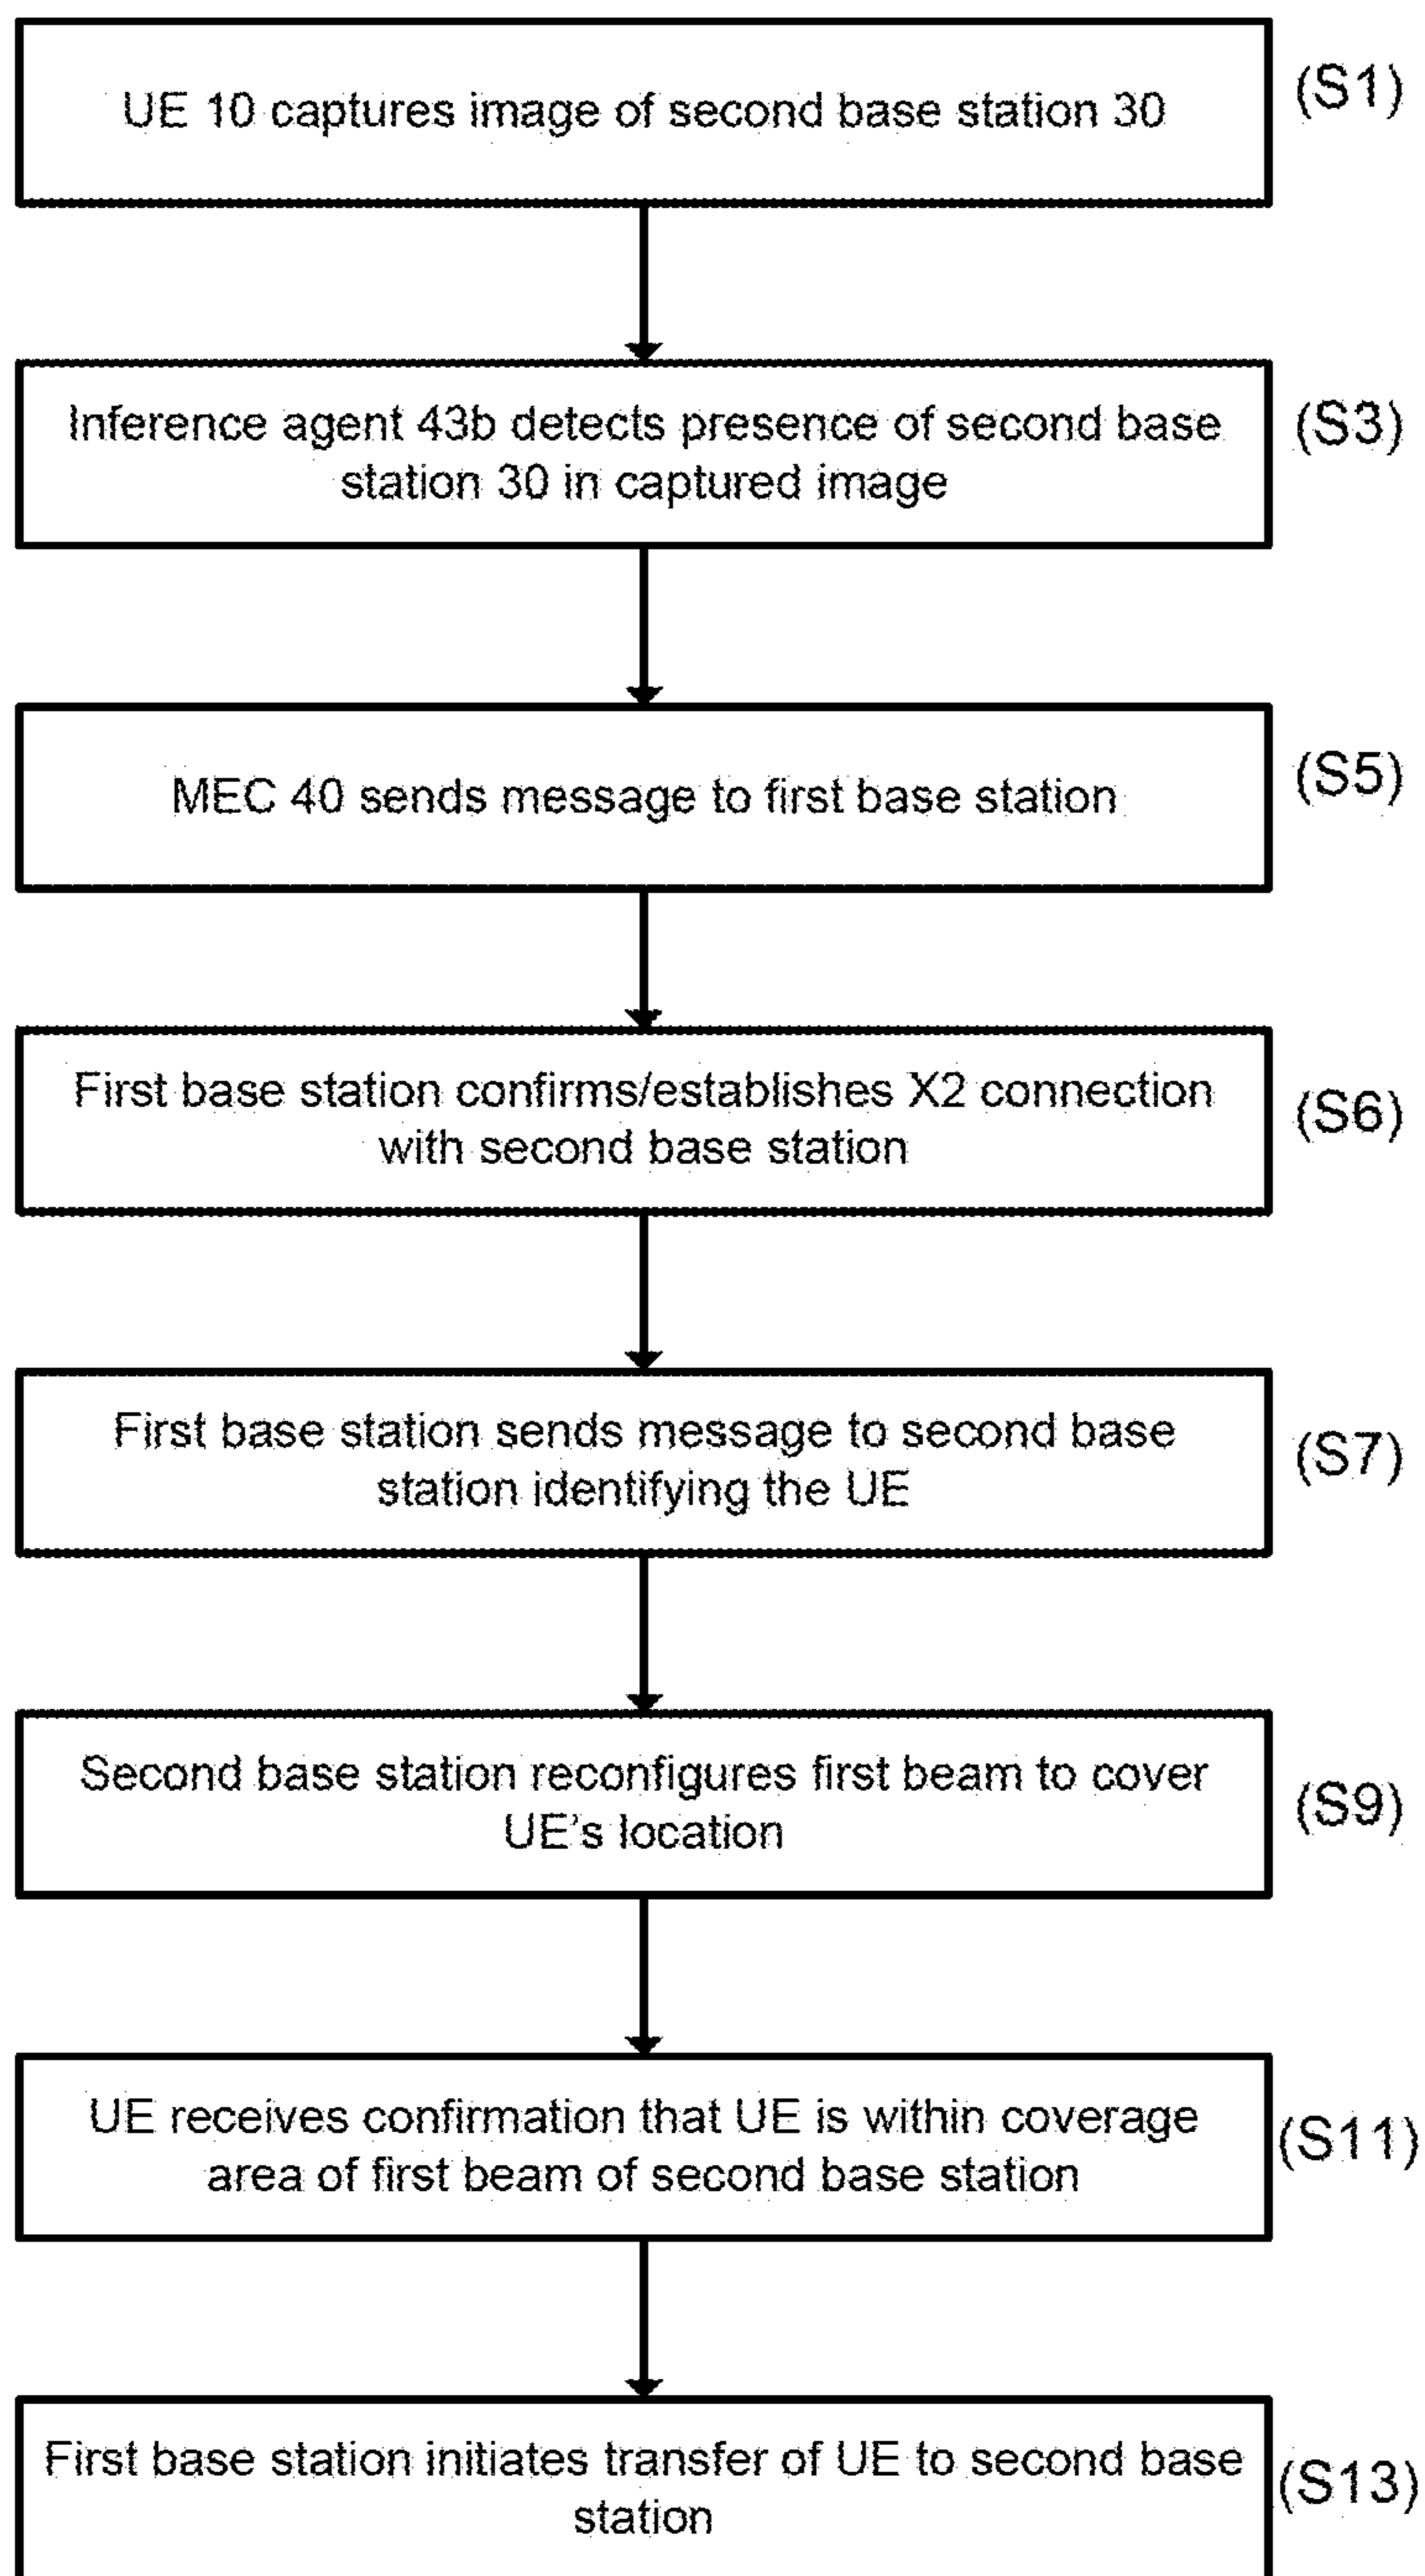 UE 10 captures image of second base station 30
(S1)
Inference agent 43b detects presence of second base
station 30 in captured image
(S3)
MEC 40 sends message to first base station
(S5)
First base station confirms/establishes X2 connection
with second base station
(S6)
First base station sends message to second base
station identifying the UE
(S7)
Second base station reconfigures first beam to cover
UE's location
(S9)
UE receives confirmation that UE is within coverage
area of first beam of second base station
(S11)
First base station initiates transfer of UE to second base
station
(S13)